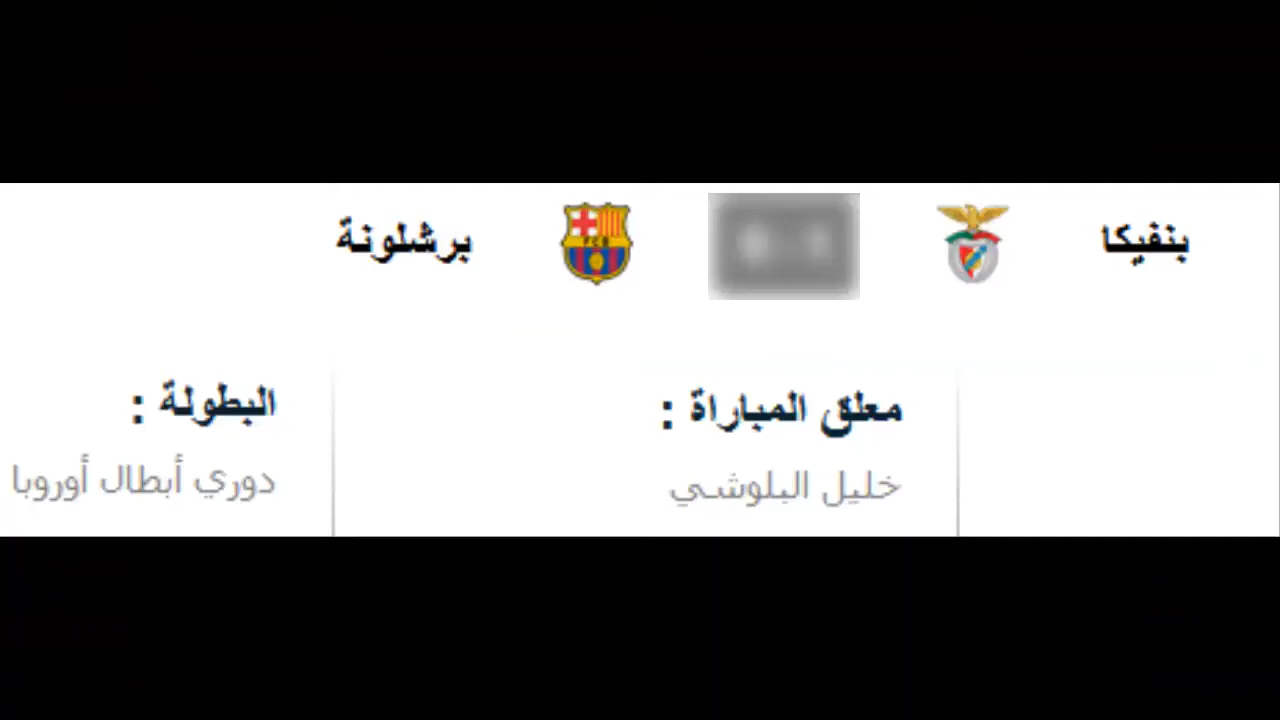 بنفيكا برشلونة
معلق المباراة : البطولة :
خليل البلوشي دوري أبطال أوروبا